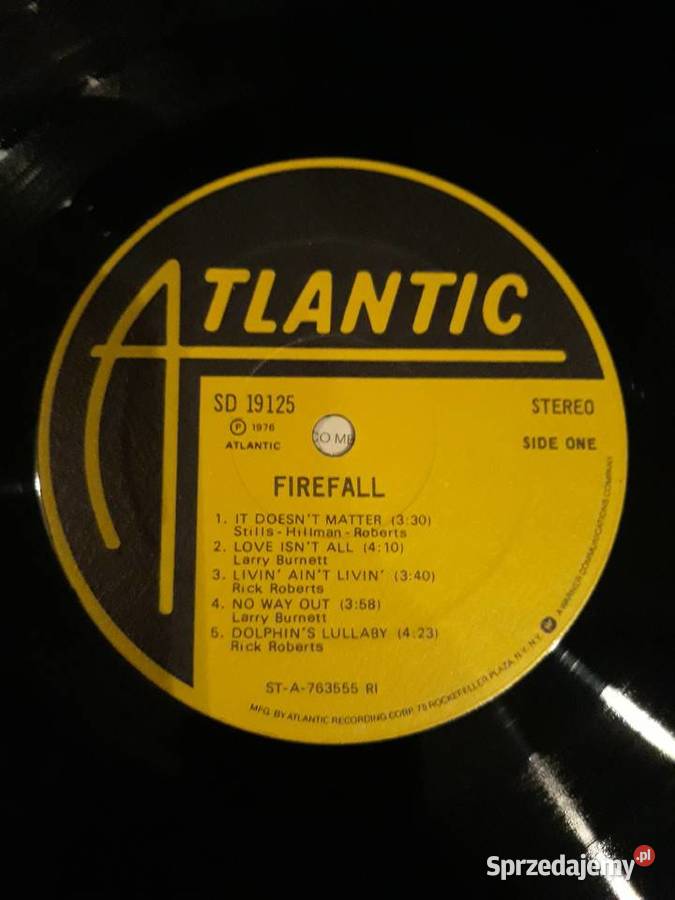 ATLANTIC
SD 19125
STEREO
Ⓟ 1976
ATLANTIC
SIDE ONE
CO ME
FIREFALL
1. IT DOESN'T MATTER (3:30)
Stills-Hillman-Roberts
2. LOVE ISN'T ALL (4:10)
Larry Burnett
3. LIVIN' AIN'T LIVIN' (3:40)
Rick Roberts
4. NO WAY OUT (3:58)
Larry Burnett
5. DOLPHIN'S LULLABY (4:23)
Rick Roberts
ST-A-763555 RI
MFG. BY ATLANTIC RECORDING CORP. 75 ROCKEFELLER PLAZA, N.Y. N.Y. A WARNER COMMUNICATIONS COMPANY
Sprzedajemy.pl